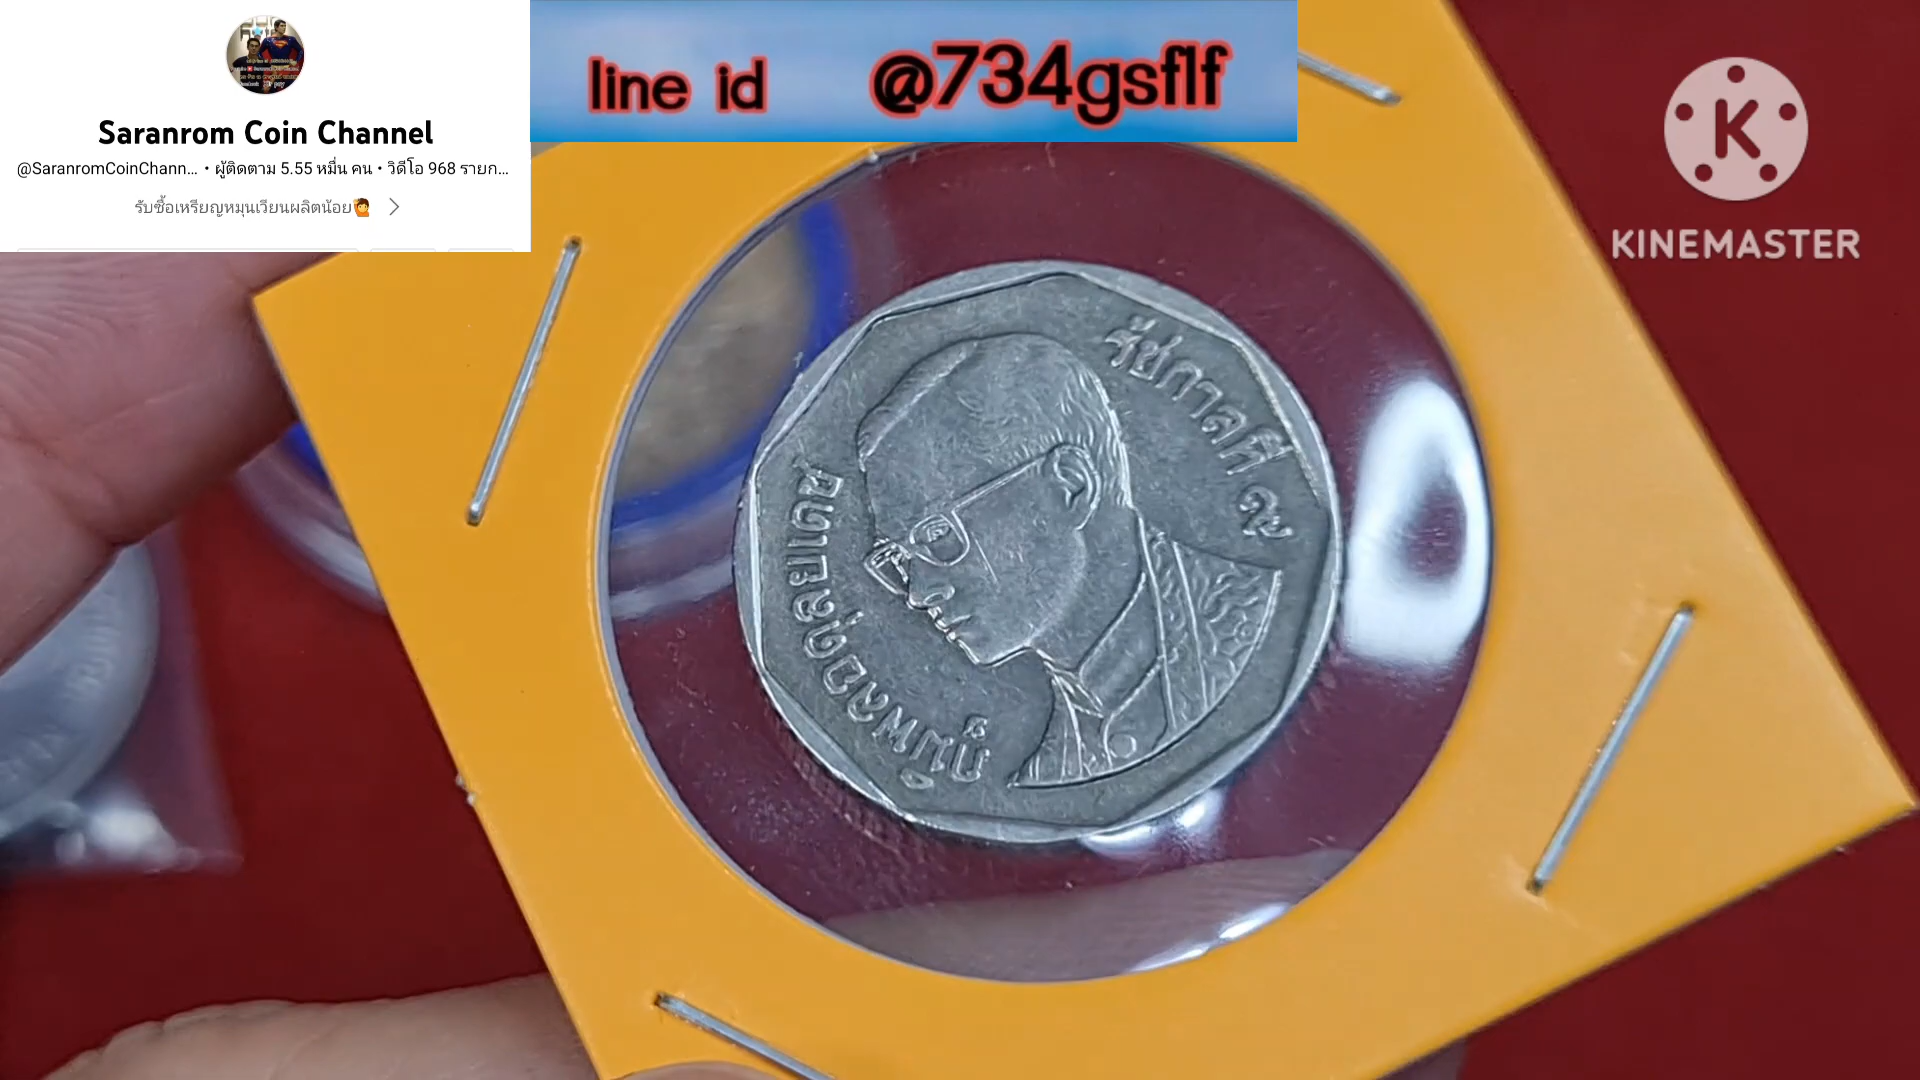 Saranrom Coin Channel
@SaranromCoinChann... • ผู้ติดตาม 5.55 หมื่น คน • วิดีโอ 968 รายก...
รับซื้อเหรียญหมุนเวียนผลิตน้อย🙋 >
line id @734gsflf
K
KINEMASTER
ภูมิพลอดุลยเดช
รัชกาลที่ ๙